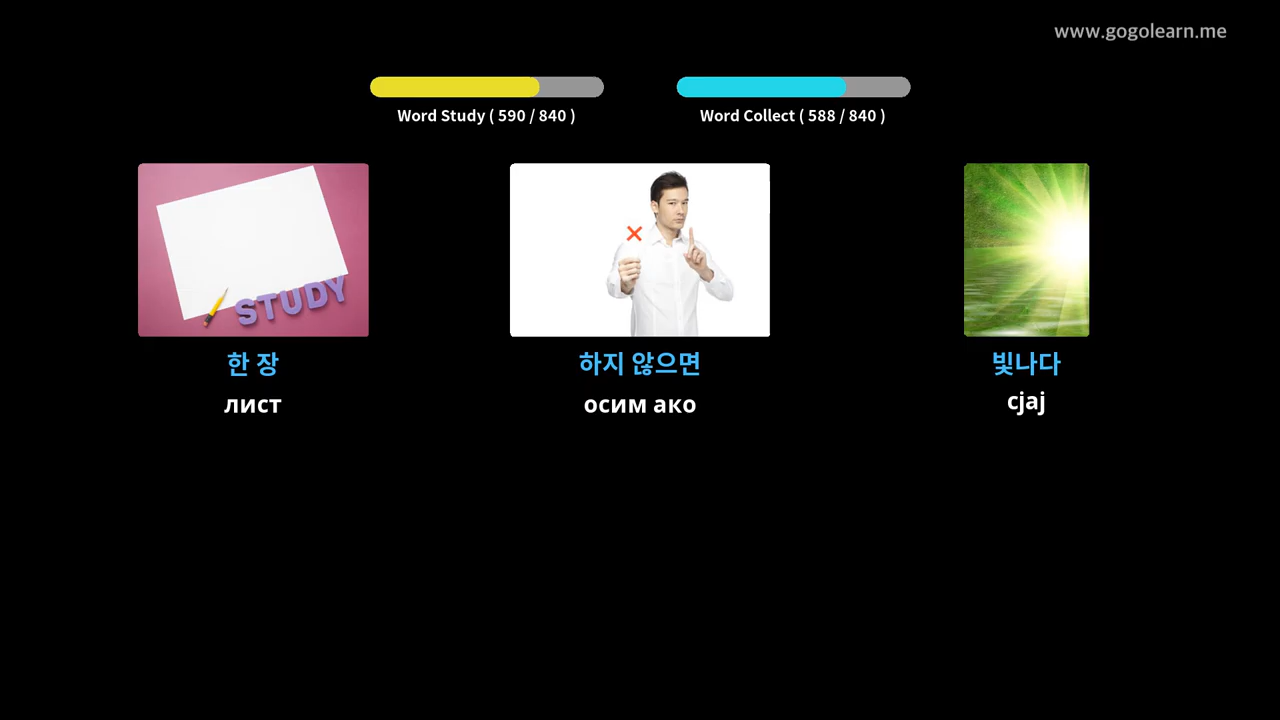 www.gogolearn.me
Word Study ( 590 / 840 )
Word Collect ( 588 / 840 )
STUDY
한 장
하지 않으면
빛나다
лист
осим ако
сјај